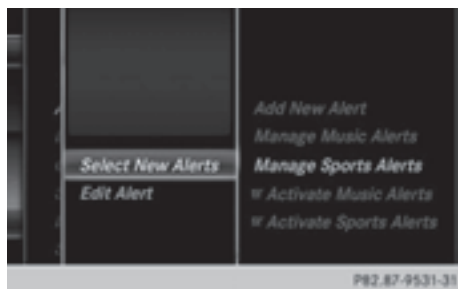 Add New Alert
Manage Music Alerts
Select New Alerts
Manage Sports Alerts
Edit Alert
Activate Music Alerts
Activate Sports Alerts
P82.87-9531-31